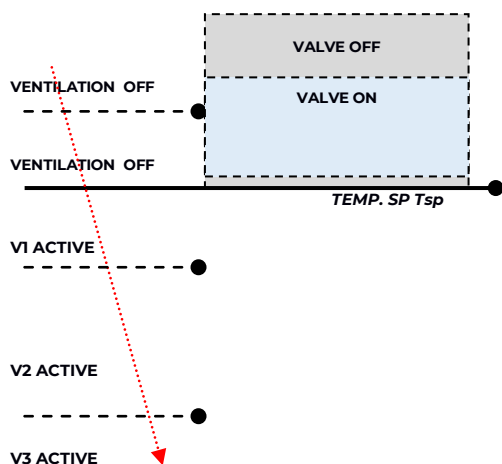 VALVE OFF
VENTILATION OFF
VALVE ON
VENTILATION OFF
TEMP. SP Tsp
V1 ACTIVE
V2 ACTIVE
V3 ACTIVE